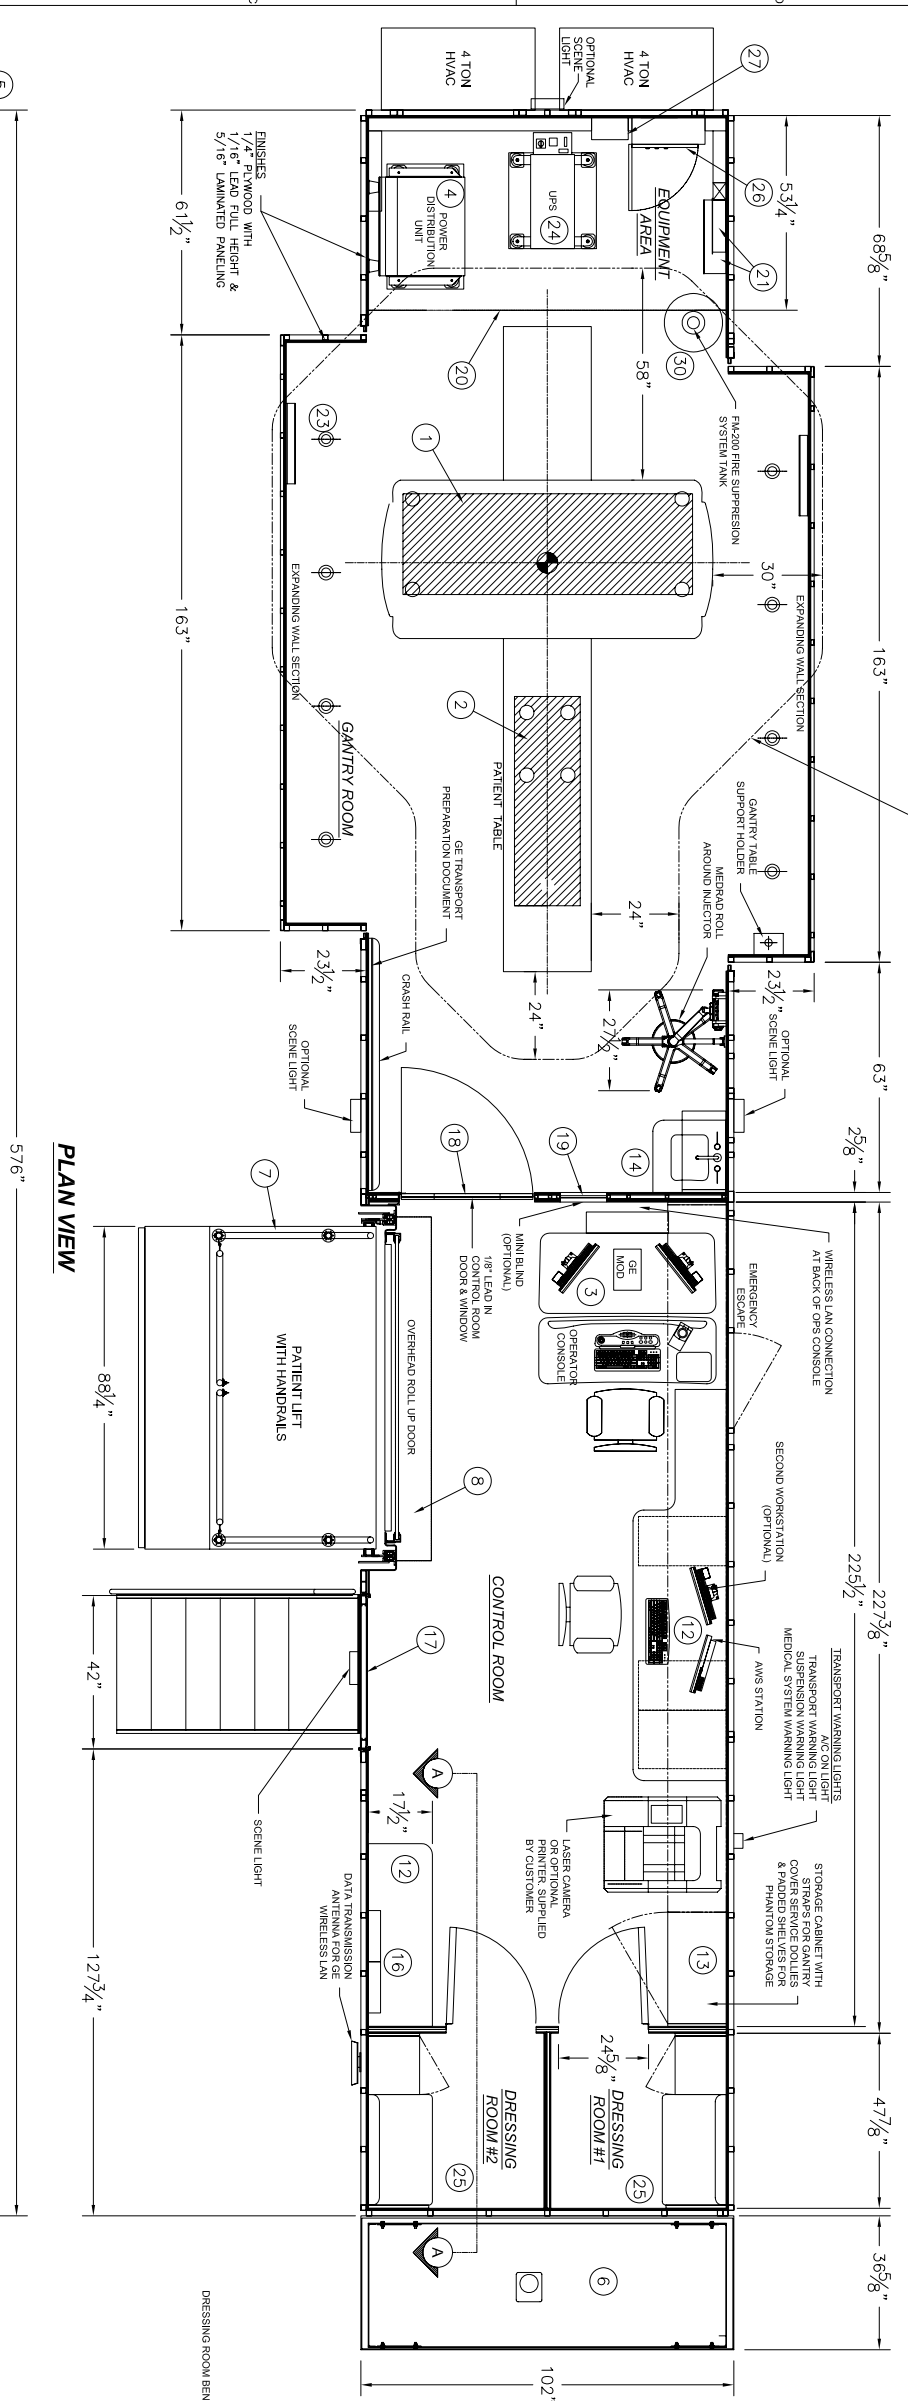 4 TON
HVAC
OPTIONAL
SCENE
LIGHT
4 TON
HVAC
27
5
FINISHES
1/4" PLYWOOD WITH
1/16" LEAD FULL HEIGHT &
5/16" LAMINATED PANELING
61½"
53¼"
68⅝"
4
POWER
DISTRIBUTION
UNIT
UPS
24
EQUIPMENT
AREA
26
21
20
58"
30
FM-200 FIRE SUPPRESION
SYSTEM TANK
23
1
30"
EXPANDING WALL SECTION
EXPANDING WALL SECTION
163"
163"
2
PATIENT TABLE
GANTRY ROOM
GE TRANSPORT
PREPARATION DOCUMENT
24"
MEDRAD ROLL
AROUND INJECTOR
GANTRY TABLE
SUPPORT HOLDER
23½"
CRASH RAIL
24"
27½"
23½"
OPTIONAL
SCENE LIGHT
OPTIONAL
SCENE LIGHT
63"
2⅝"
18
19
14
576"
PLAN VIEW
7
88¼"
PATIENT LIFT
WITH HANDRAILS
OVERHEAD ROLL UP DOOR
1/8" LEAD IN
CONTROL ROOM
DOOR & WINDOW
MINI BLIND
(OPTIONAL)
GE
MOD
3
OPERATOR
CONSOLE
EMERGENCY
ESCAPE
WIRELESS LAN CONNECTION
AT BACK OF OPS CONSOLE
8
SECOND WORKSTATION
(OPTIONAL)
225½"
227⅜"
CONTROL ROOM
12
AWS STATION
17
42"
TRANSPORT WARNING LIGHTS
A/C ON LIGHT
TRANSPORT WARNING LIGHT
SUSPENSION WARNING LIGHT
MEDICAL SYSTEM WARNING LIGHT
A
17½"
SCENE LIGHT
12
16
LASER CAMERA
OR OPTIONAL
PRINTER. SUPPLIED
BY CUSTOMER
13
STORAGE CABINET WITH
STRAPS FOR GANTRY
COVER SERVICE DOLLIES
& PADDED SHELVES FOR
PHANTOM STORAGE
DATA TRANSMISSION
ANTENNA FOR GE
WIRELESS LAN
127¾"
24⅝"
DRESSING
ROOM #1
DRESSING
ROOM #2
25
25
47⅞"
A
6
36⅝"
102"
DRESSING ROOM BEN